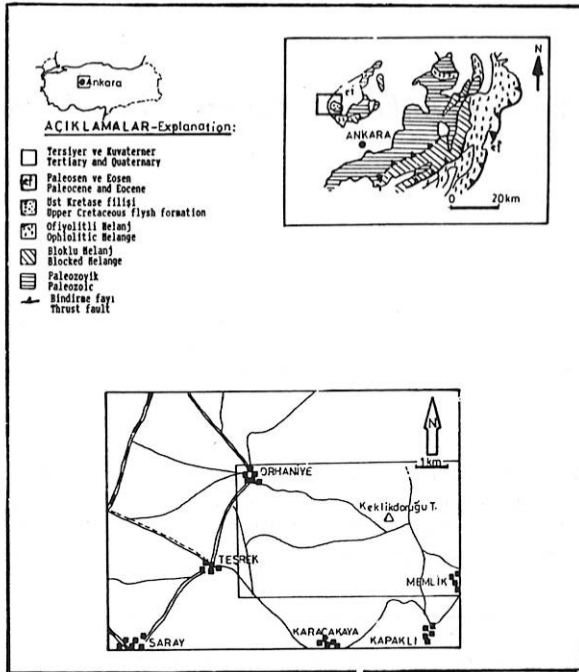 Ankara
AÇIKLAMALAR-Explanation:
Tersiyer ve Kuvaterner
Tertiary and Quaternary
Paleosen ve Eosen
Paleocene and Eocene
Üst Kretase filişi
Upper Cretaceous flysh formation
Ofiyolitli Melanj
Ophiolitic Melange
Bloklu Melanj
Blocked Melange
Paleozoyik
Paleozoic
Bindirme fayı
Thrust fault
N
ANKARA
0 20km
N
1km
ORHANİYE
Keklikdoruğu T.
TEŞREK
MEMLİK
SARAY
KARACAKAYA
KAPAKLI